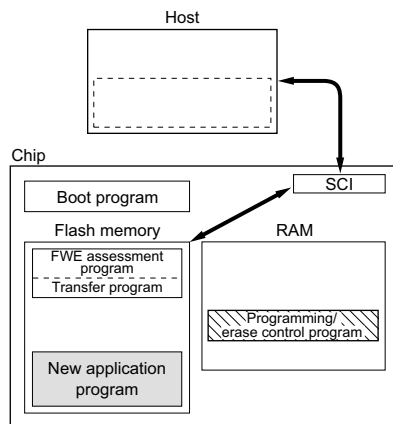 Host
Chip
SCI
Boot program
Flash memory
RAM
FWE assessment
program
Transfer program
Programming/
erase control program
New application
program